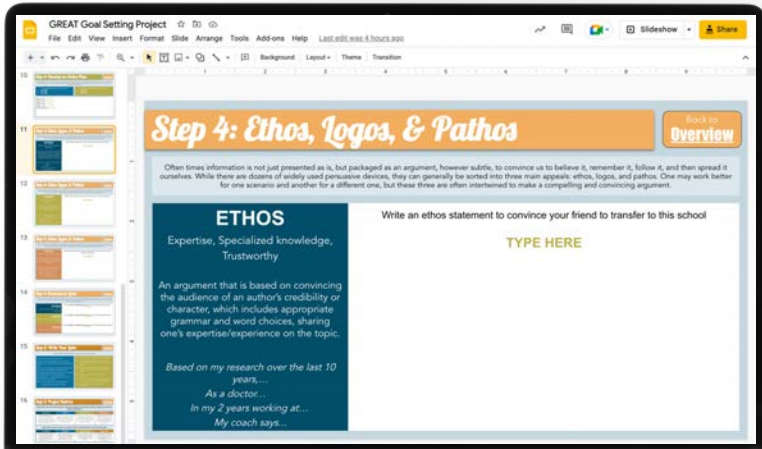 GREAT Goal Setting Project
File Edit View Insert Format Slide Arrange Tools Add-ons Help Last edit was 4 hours ago
Slideshow
Share
Background Layout Theme Transition
10
11
12
13
14
15
16
Step 4: Ethos, Logos, & Pathos
Back to
Overview
Often times information is not just presented as is, but packaged as an argument, however subtle, to convince us to believe it, remember it, follow it, and then spread it
ourselves. While there are dozens of widely used persuasive devices, they can generally be sorted into three main appeals: ethos, logos, and pathos. One may work better
for one scenario and another for a different one, but these three are often intertwined to make a compelling and convincing argument.
ETHOS
Expertise, Specialized knowledge,
Trustworthy
An argument that is based on convincing
the audience of an author's credibility or
character, which includes appropriate
grammar and word choices, sharing
one's expertise/experience on the topic.
Based on my research over the last 10
years,...
As a doctor...
In my 2 years working at...
My coach says...
Write an ethos statement to convince your friend to transfer to this school
TYPE HERE